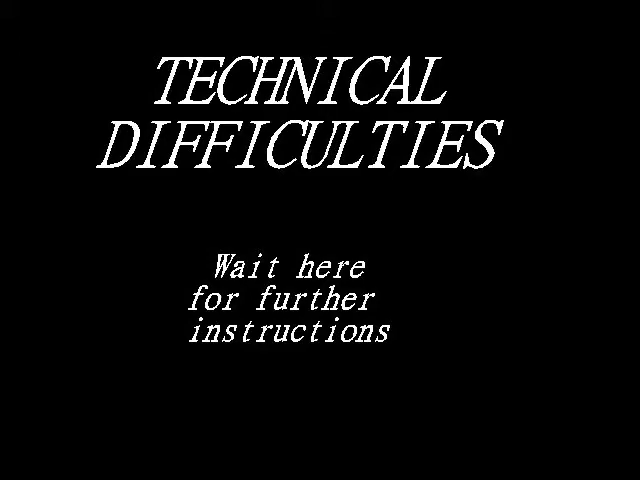 TECHNICAL
DIFFICULTIES
Wait here
for further
instructions